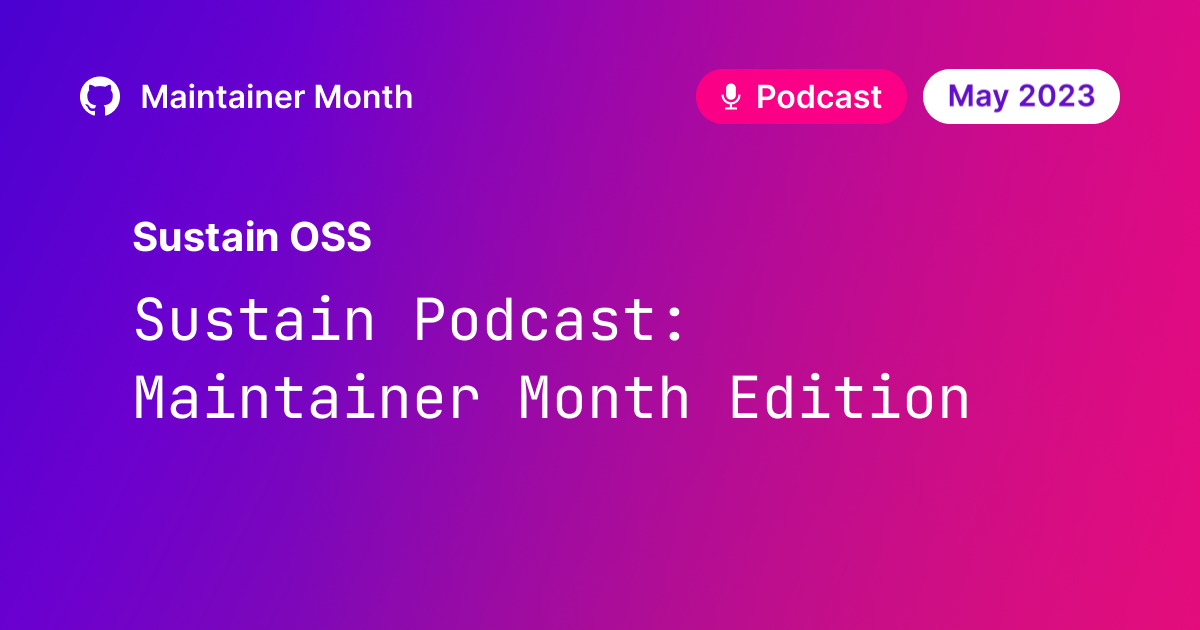 Maintainer Month
Podcast
May 2023
Sustain OSS
Sustain Podcast:
Maintainer Month Edition